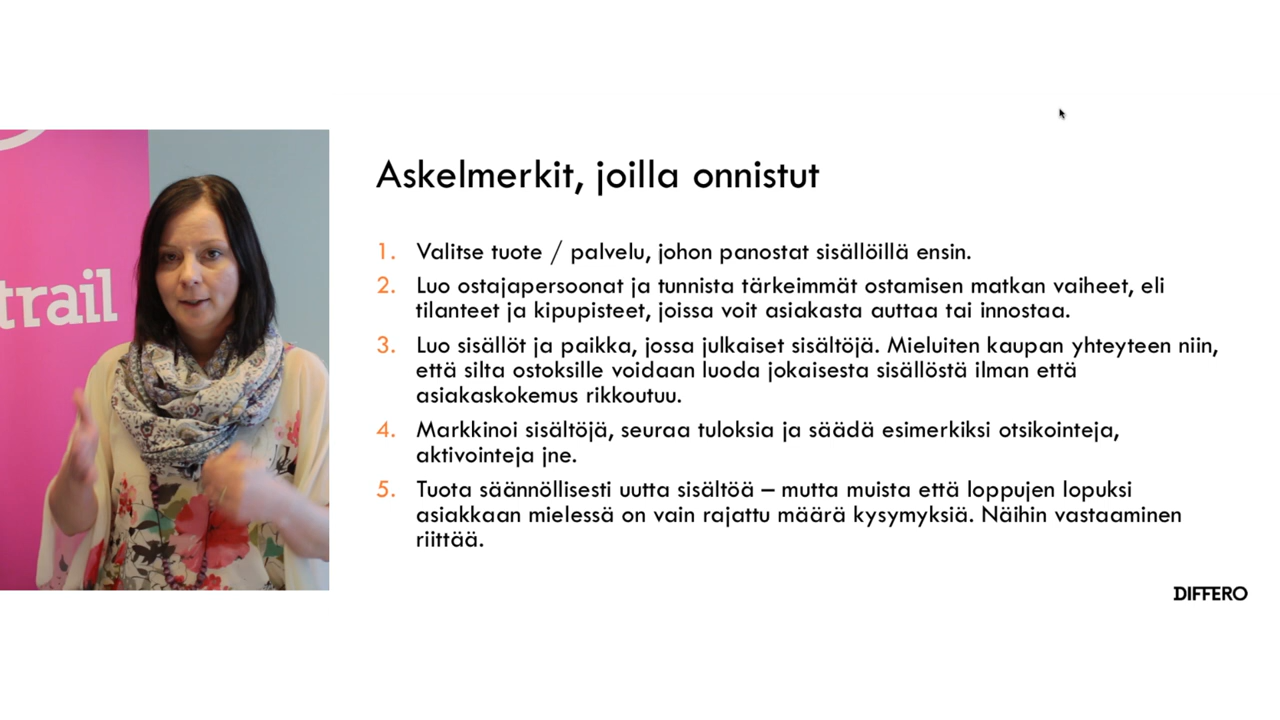 trail
Askelmerkit, joilla onnistut
1. Valitse tuote / palvelu, johon panostat sisällöillä ensin.
2. Luo ostajapersoonat ja tunnista tärkeimmät ostamisen matkan vaiheet, eli
tilanteet ja kipupisteet, joissa voit asiakasta auttaa tai innostaa.
3. Luo sisällöt ja paikka, jossa julkaiset sisältöjä. Mieluiten kaupan yhteyteen niin,
että silta ostoksille voidaan luoda jokaisesta sisällöstä ilman että
asiakaskokemus rikkoutuu.
4. Markkinoi sisältöjä, seuraa tuloksia ja säädä esimerkiksi otsikointeja,
aktivointeja jne.
5. Tuota säännöllisesti uutta sisältöä – mutta muista että loppujen lopuksi
asiakkaan mielessä on vain rajattu määrä kysymyksiä. Näihin vastaaminen
riittää.
DIFFERO